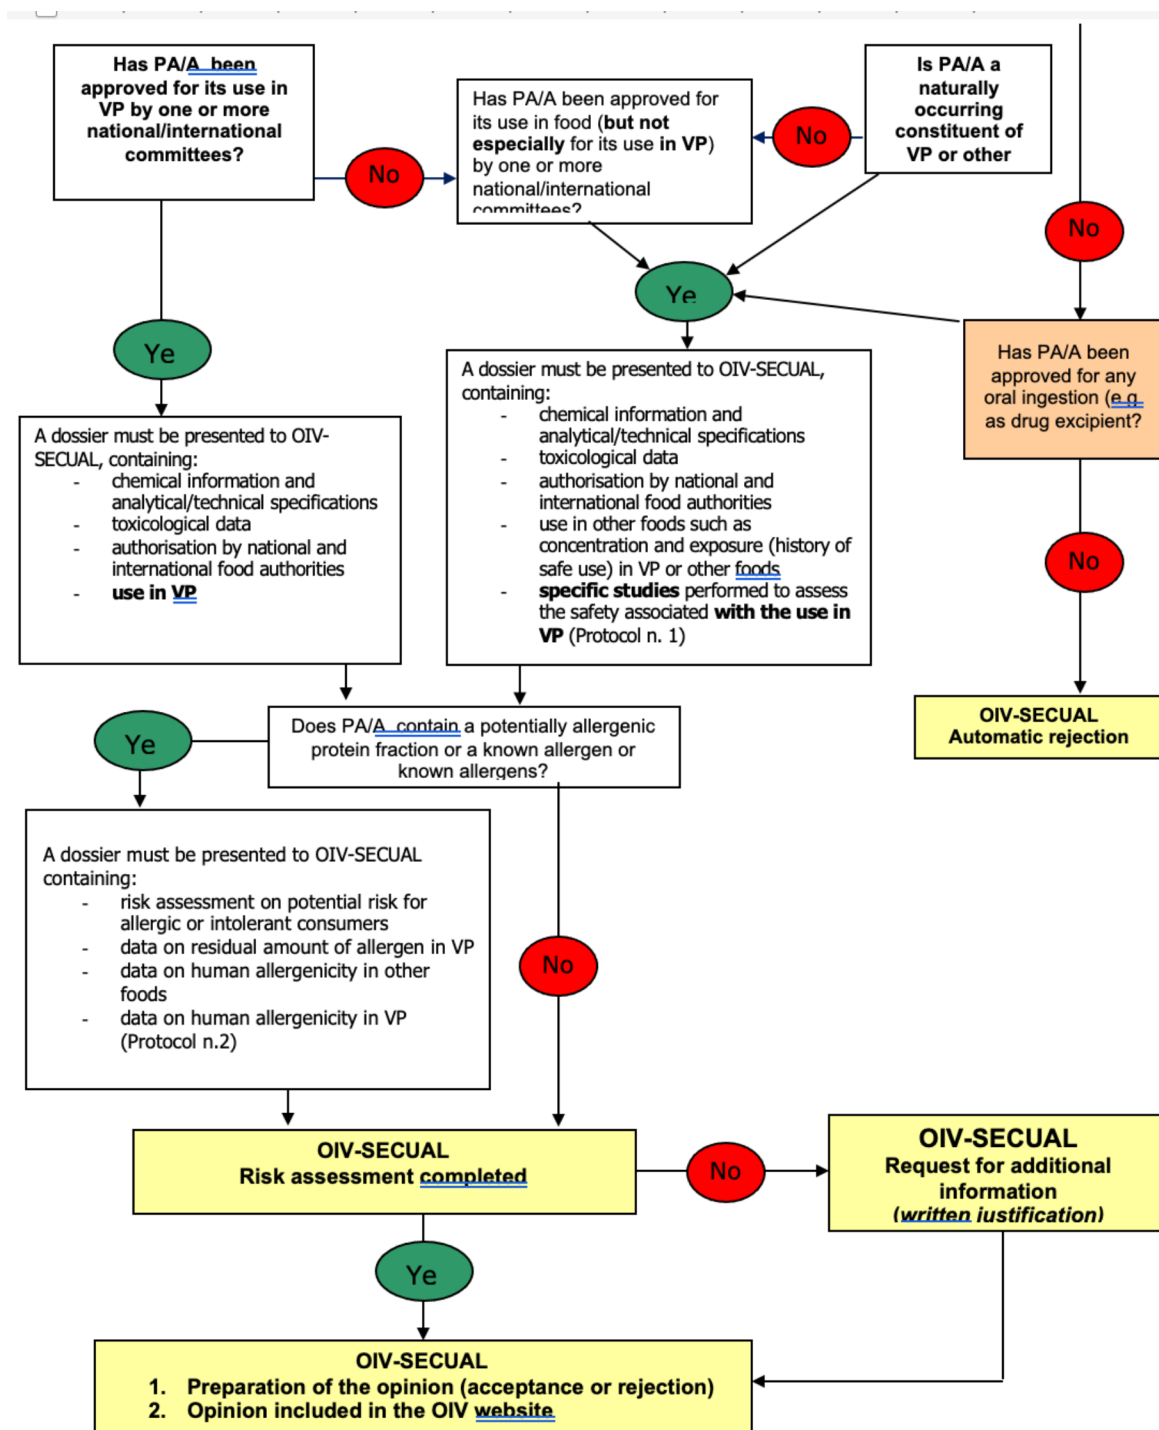 Has PA/A been
approved for its use in
VP by one or more
national/international
committees?
No
Has PA/A been approved for
its use in food (but not
especially for its use in VP)
by one or more
national/international
committees?
No
Is PA/A a
naturally
occurring
constituent of
VP or other
No
Ye
Ye
Has PA/A been
approved for any
oral ingestion (e.g.
as drug excipient?
A dossier must be presented to OIV-
SECUAL, containing:
- chemical information and
analytical/technical specifications
- toxicological data
- authorisation by national and
international food authorities
- use in VP
A dossier must be presented to OIV-SECUAL,
containing:
- chemical information and
analytical/technical specifications
- toxicological data
- authorisation by national and
international food authorities
- use in other foods such as
concentration and exposure (history of
safe use) in VP or other foods
- specific studies performed to assess
the safety associated with the use in
VP (Protocol n. 1)
No
OIV-SECUAL
Automatic rejection
Does PA/A contain a potentially allergenic
protein fraction or a known allergen or
known allergens?
Ye
A dossier must be presented to OIV-SECUAL
containing:
- risk assessment on potential risk for
allergic or intolerant consumers
- data on residual amount of allergen in VP
- data on human allergenicity in other
foods
- data on human allergenicity in VP
(Protocol n.2)
No
OIV-SECUAL
Risk assessment completed
No
OIV-SECUAL
Request for additional
information
(written justification)
Ye
OIV-SECUAL
1. Preparation of the opinion (acceptance or rejection)
2. Opinion included in the OIV website